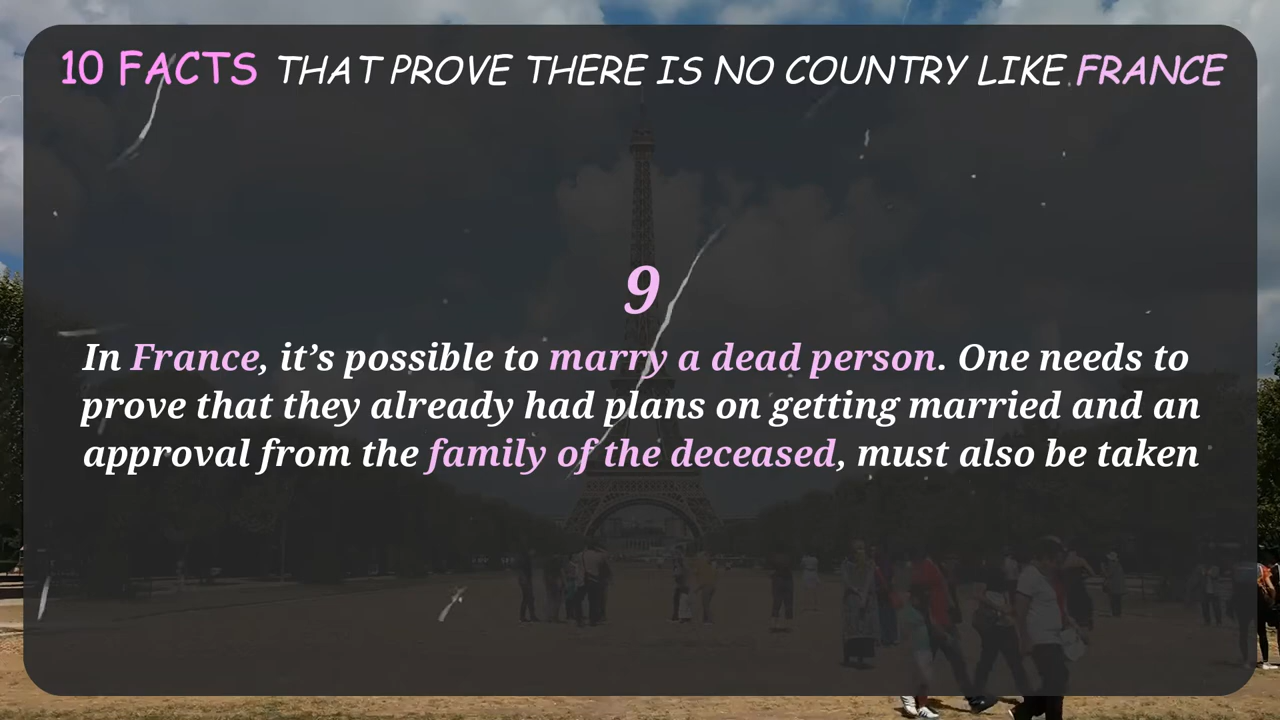 10 FACTS THAT PROVE THERE IS NO COUNTRY LIKE FRANCE
9
In France, it’s possible to marry a dead person. One needs to
prove that they already had plans on getting married and an
approval from the family of the deceased, must also be taken